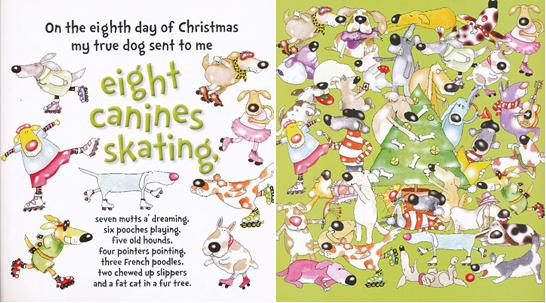 On the eighth day of Christmas
my true dog sent to me
eight
canines
skating,
seven mutts a' dreaming,
six pooches playing,
five old hounds,
four pointers pointing,
three French poodles,
two chewed up slippers
and a fat cat in a fur tree.